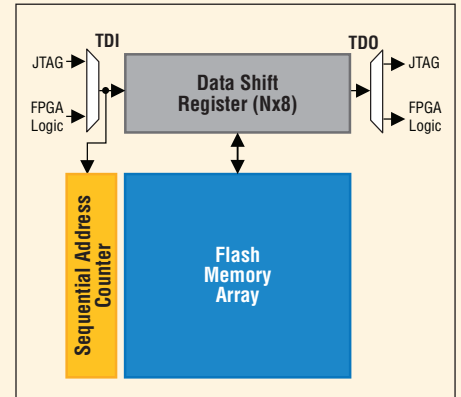 TDI
TDO
JTAG
FPGA
Logic
Data Shift
Register (Nx8)
JTAG
FPGA
Logic
Sequential Address
Counter
Flash
Memory
Array